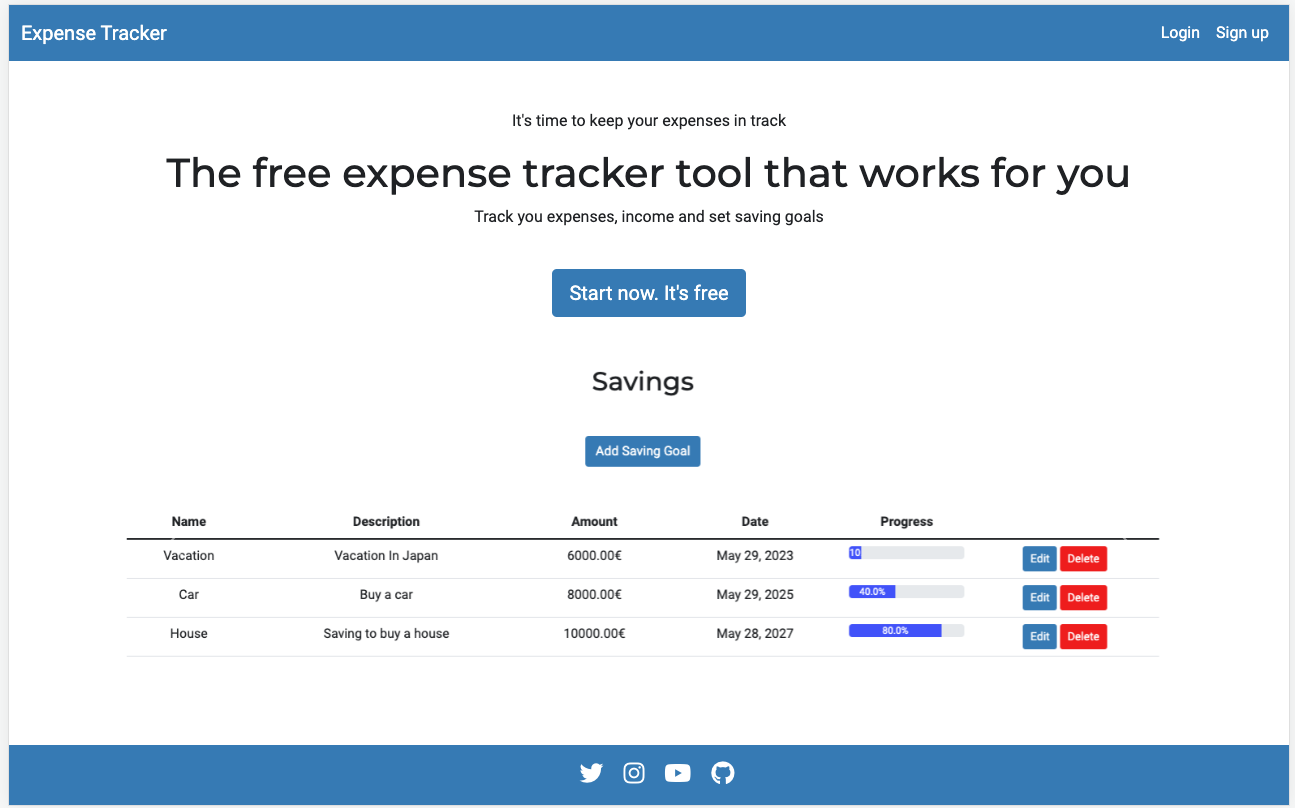 Expense Tracker Login Sign up
It's time to keep your expenses in track
The free expense tracker tool that works for you
Track you expenses, income and set saving goals
Start now. It's free
Savings
Add Saving Goal
Name Description Amount Date Progress
Vacation Vacation In Japan 6000.00€ May 29, 2023 10 Edit Delete
Car Buy a car 8000.00€ May 29, 2025 40.0% Edit Delete
House Saving to buy a house 10000.00€ May 28, 2027 80.0% Edit Delete